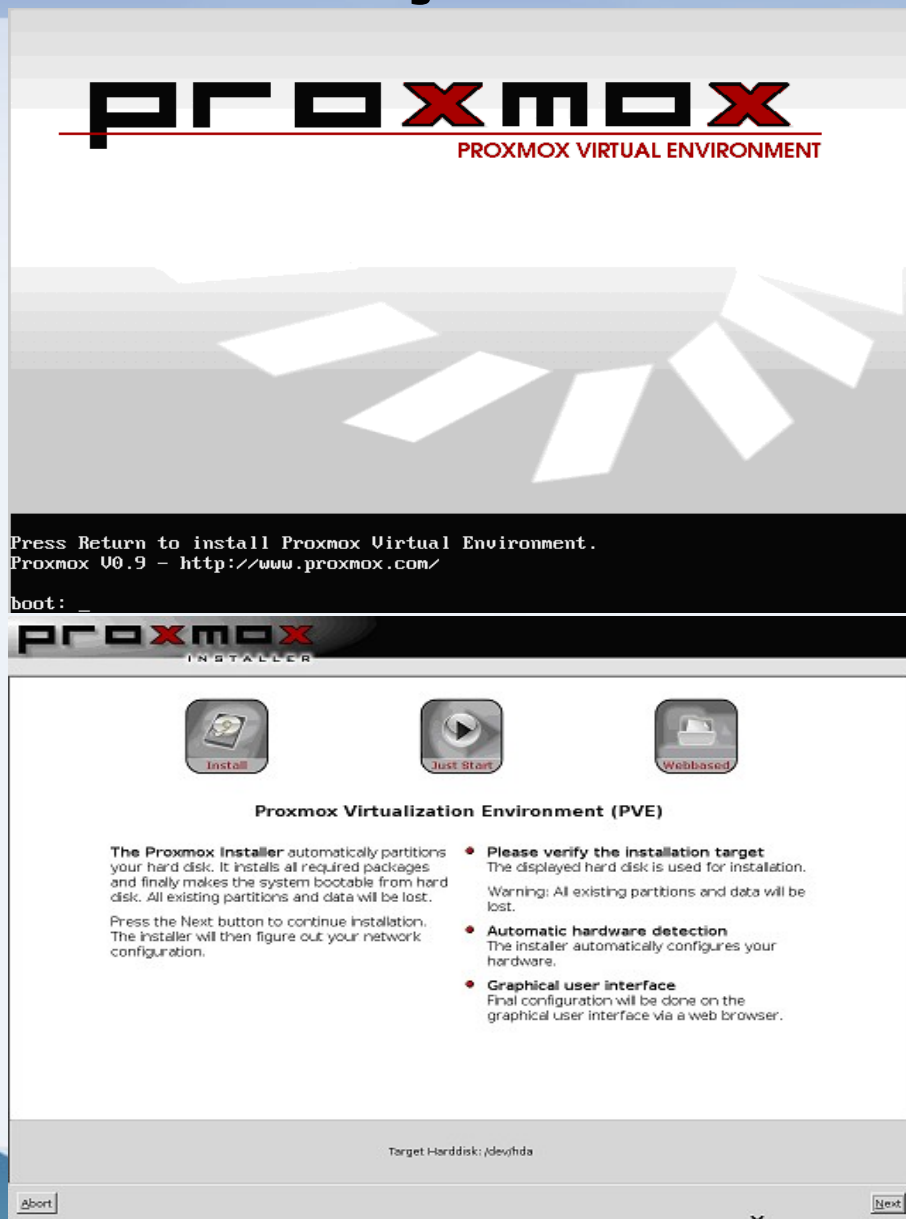 proxmox
PROXMOX VIRTUAL ENVIRONMENT
Press Return to install Proxmox Virtual Environment.
Proxmox V0.9 – http://www.proxmox.com/
boot: _
proxmox
INSTALLER
Install
Just Start
Webbased
Proxmox Virtualization Environment (PVE)
The Proxmox Installer automatically partitions
your hard disk. It installs all required packages
and finally makes the system bootable from hard
disk. All existing partitions and data will be lost.
Press the Next button to continue installation.
The installer will then figure out your network
configuration.
Please verify the installation target
The displayed hard disk is used for installation.
Warning: All existing partitions and data will be
lost.
Automatic hardware detection
The installer automatically configures your
hardware.
Graphical user interface
Final configuration will be done on the
graphical user interface via a web browser.
Target Harddisk: /dev/hda
Abort
Next